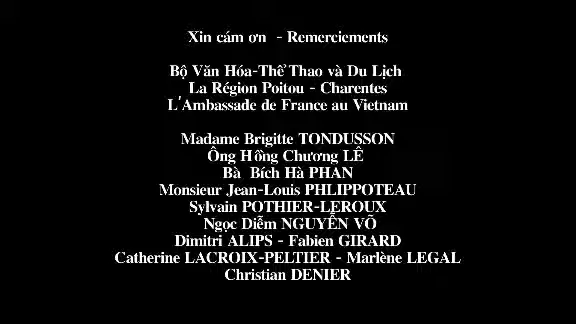 Xin cám ơn - Remerciements
Bộ Văn Hóa-Thể Thao và Du Lịch
La Région Poitou - Charentes
L'Ambassade de France au Vietnam
Madame Brigitte TONDUSSON
Ông Hồng Chương LÊ
Bà Bích Hà PHAN
Monsieur Jean-Louis PHLIPPOTEAU
Sylvain POTHIER-LEROUX
Ngọc Diễm NGUYỄN VÕ
Dimitri ALIPS - Fabien GIRARD
Catherine LACROIX-PELTIER - Marlène LEGAL
Christian DENIER